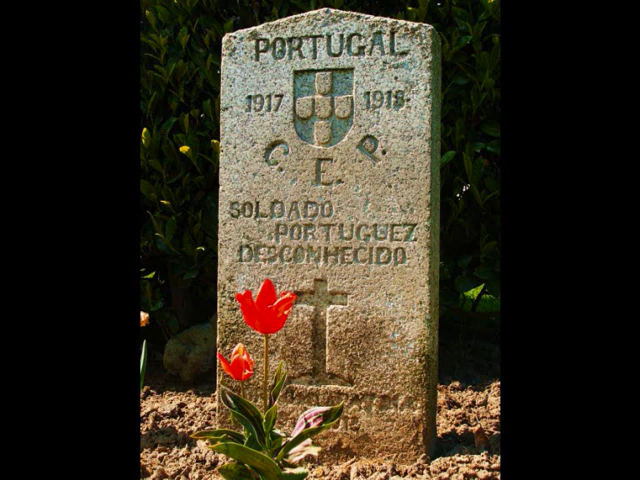 PORTUGAL
1917 1918
C. E. P.
SOLDADO
PORTUGUEZ
DESCONHECIDO